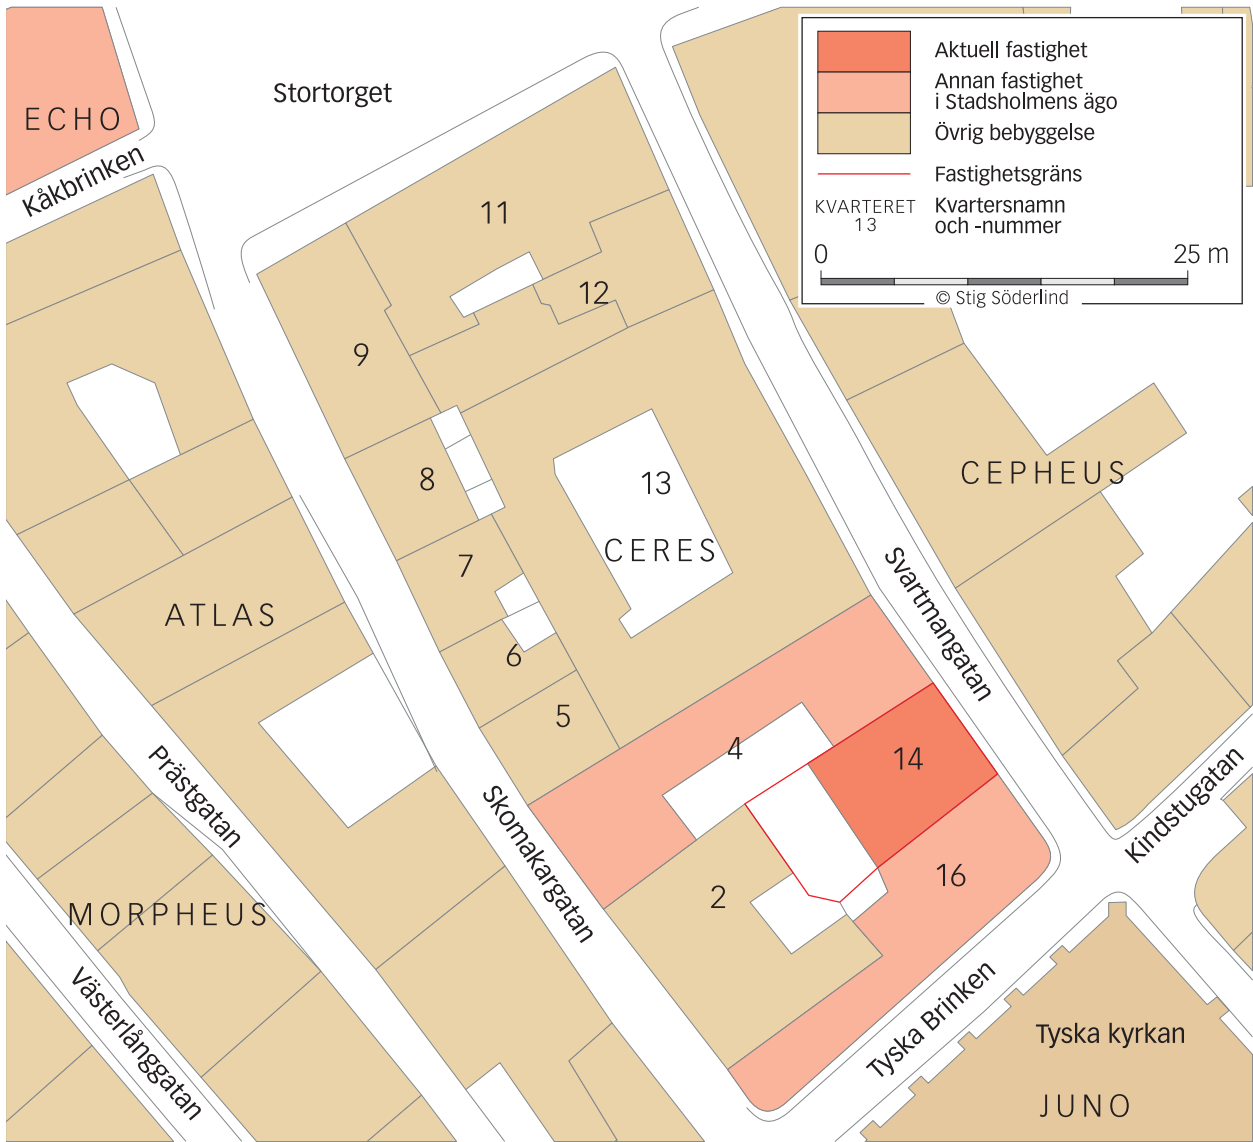 Stortorget
ECHO
Kåkbrinken
Aktuell fastighet
Annan fastighet
i Stadsholmens ägo
Övrig bebyggelse
Fastighetsgräns
KVARTERET
13
Kvartersnamn
och -nummer
0
25 m
© Stig Söderlind
11
12
9
8
13
CERES
7
6
5
4
14
16
2
CEPHEUS
ATLAS
Svartmangatan
Prästgatan
Skomakargatan
Kindstugatan
MORPHEUS
Västerlånggatan
Tyska Brinken
Tyska kyrkan
JUNO